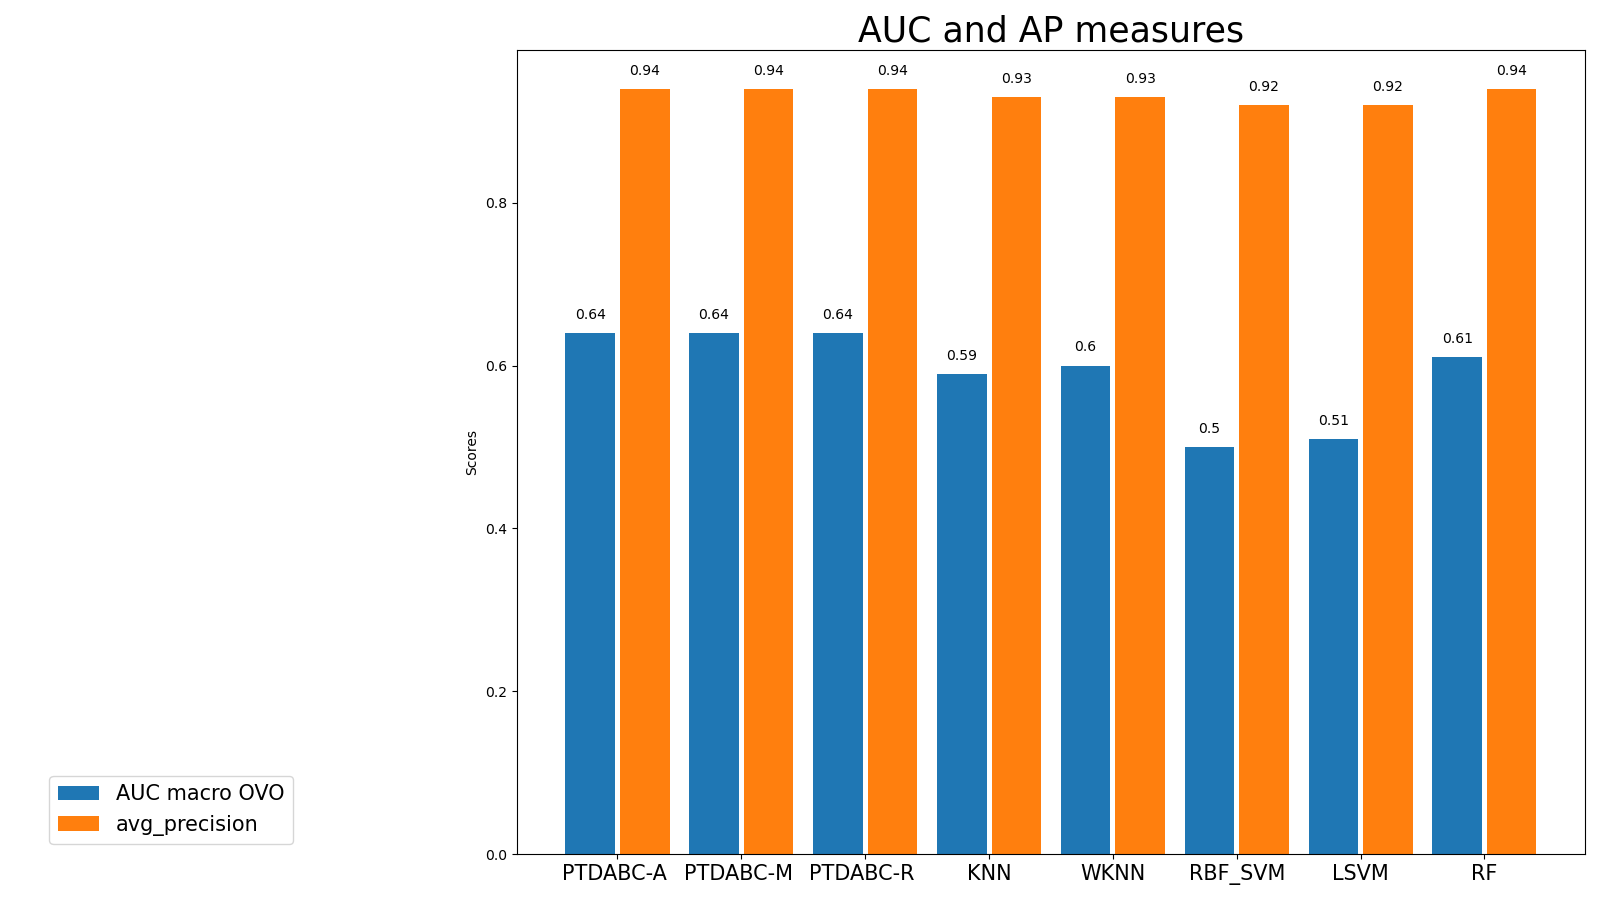 AUC and AP measures
0.94 0.94 0.94 0.93 0.93 0.92 0.92 0.94
0.8
0.64 0.64 0.64 0.59 0.6 0.5 0.51 0.61
0.6
Scores
0.4
0.2
0.0
PTDABC-A PTDABC-M PTDABC-R KNN WKNN RBF_SVM LSVM RF
AUC macro OVO
avg_precision